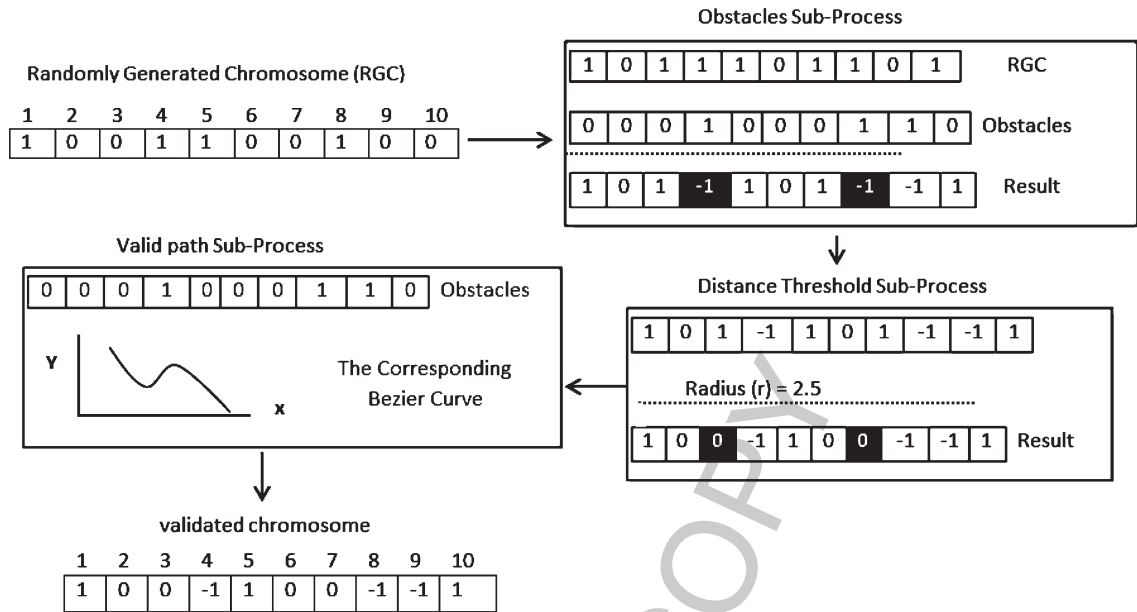 Obstacles Sub-Process
Randomly Generated Chromosome (RGC)
1 2 3 4 5 6 7 8 9 10
1 0 0 1 1 0 0 1 0 0
1 0 1 1 1 0 1 1 0 1 RGC
0 0 0 1 0 0 0 1 1 0 Obstacles
1 0 1 -1 1 0 1 -1 -1 1 Result
Valid path Sub-Process
0 0 0 1 0 0 0 1 1 0 Obstacles
Y
X
The Corresponding
Bezier Curve
Distance Threshold Sub-Process
1 0 1 -1 1 0 1 -1 -1 1
Radius (r) = 2.5
1 0 0 -1 1 0 0 -1 -1 1 Result
validated chromosome
1 2 3 4 5 6 7 8 9 10
1 0 0 -1 1 0 0 -1 -1 1
COPY